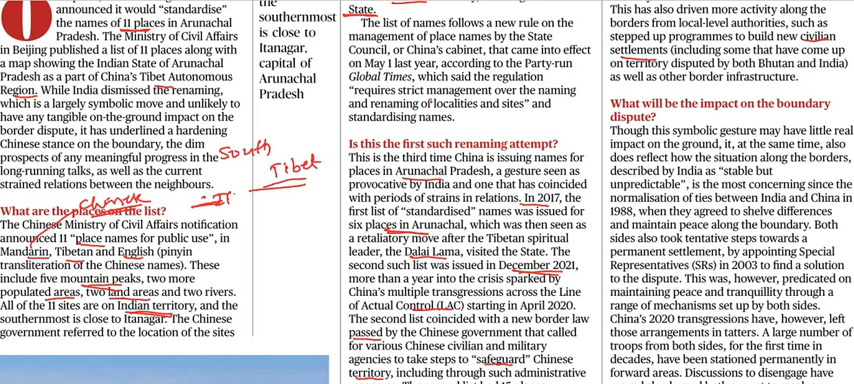 announced it would "standardise"
the names of 11 places in Arunachal
Pradesh. The Ministry of Civil Affairs
in Beijing published a list of 11 places along with
a map showing the Indian State of Arunachal
Pradesh as a part of China's Tibet Autonomous
Region. While India dismissed the renaming,
which is a largely symbolic move and unlikely to
have any tangible on-the-ground impact on the
border dispute, it has underlined a hardening
Chinese stance on the boundary, the dim
prospects of any meaningful progress in the
long-running talks, as well as the current
strained relations between the neighbours.
South
Tibet
What are the places on the list?
The Chinese Ministry of Civil Affairs notification
announced 11 "place names for public use", in
Mandarin, Tibetan and English (pinyin
transliteration of the Chinese names). These
include five mountain peaks, two more
populated areas, two land areas and two rivers.
All of the 11 sites are on Indian territory, and the
southernmost is close to Itanagar. The Chinese
government referred to the location of the sites
the
southernmost
is close to
Itanagar,
capital of
Arunachal
Pradesh
State.
The list of names follows a new rule on the
management of place names by the State
Council, or China's cabinet, that came into effect
on May 1 last year, according to the Party-run
Global Times, which said the regulation
"requires strict management over the naming
and renaming of localities and sites" and
standardising names.
Is this the first such renaming attempt?
This is the third time China is issuing names for
places in Arunachal Pradesh, a gesture seen as
provocative by India and one that has coincided
with periods of strains in relations. In 2017, the
first list of "standardised" names was issued for
six places in Arunachal, which was then seen as
a retaliatory move after the Tibetan spiritual
leader, the Dalai Lama, visited the State. The
second such list was issued in December 2021,
more than a year into the crisis sparked by
China's multiple transgressions across the Line
of Actual Control (LAC) starting in April 2020.
The second list coincided with a new border law
passed by the Chinese government that called
for various Chinese civilian and military
agencies to take steps to "safeguard" Chinese
territory, including through such administrative
This has also driven more activity along the
borders from local-level authorities, such as
stepped up programmes to build new civilian
settlements (including some that have come up
on territory disputed by both Bhutan and India)
as well as other border infrastructure.
What will be the impact on the boundary
dispute?
Though this symbolic gesture may have little real
impact on the ground, it, at the same time, also
does reflect how the situation along the borders,
described by India as "stable but
unpredictable", is the most concerning since the
normalisation of ties between India and China in
1988, when they agreed to shelve differences
and maintain peace along the boundary. Both
sides also took tentative steps towards a
permanent settlement, by appointing Special
Representatives (SRs) in 2003 to find a solution
to the dispute. This was, however, predicated on
maintaining peace and tranquillity through a
range of mechanisms set up by both sides.
China's 2020 transgressions have, however, left
those arrangements in tatters. A large number of
troops from both sides, for the first time in
decades, have been stationed permanently in
forward areas. Discussions to disengage have